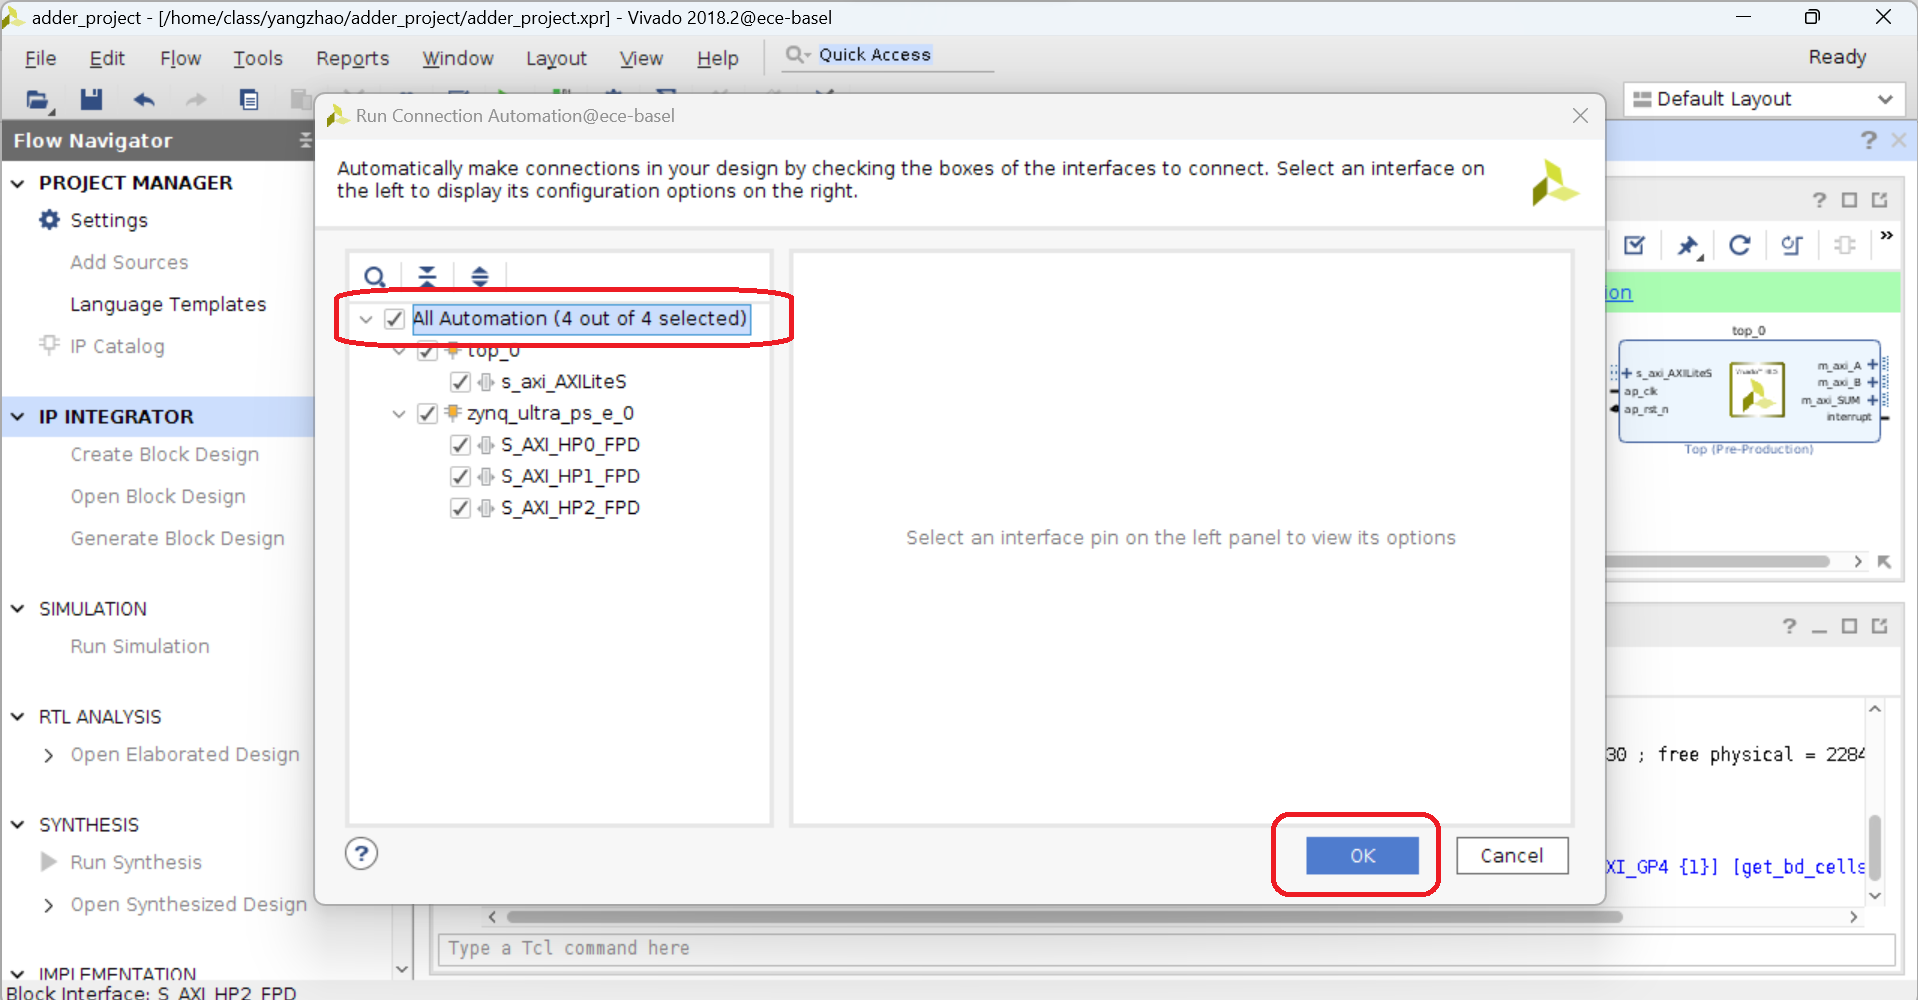 adder_project - [/home/class/yangzhao/adder_project/adder_project.xpr] - Vivado 2018.2@ece-basel
File Edit Flow Tools Reports Window Layout View Help Quick Access Ready
Default Layout
Run Connection Automation@ece-basel
Flow Navigator
Automatically make connections in your design by checking the boxes of the interfaces to connect. Select an interface on
the left to display its configuration options on the right.
PROJECT MANAGER
Settings
Add Sources
Language Templates
IP Catalog
IP INTEGRATOR
Create Block Design
Open Block Design
Generate Block Design
SIMULATION
Run Simulation
RTL ANALYSIS
Open Elaborated Design
SYNTHESIS
Run Synthesis
Open Synthesized Design
IMPLEMENTATION
All Automation (4 out of 4 selected)
top_0
s_axi_AXILiteS
zynq_ultra_ps_e_0
S_AXI_HP0_FPD
S_AXI_HP1_FPD
S_AXI_HP2_FPD
Select an interface pin on the left panel to view its options
OK
Cancel
ion
top_0
s_axi_AXILiteS
ap_clk
ap_rst_n
m_axi_A
m_axi_B
m_axi_SUM
interrupt
Top (Pre-Production)
30 ; free physical = 2284
XI_GP4 {1}] [get_bd_cells
Type a Tcl command here
Block Interface: S_AXI_HP2_FPD